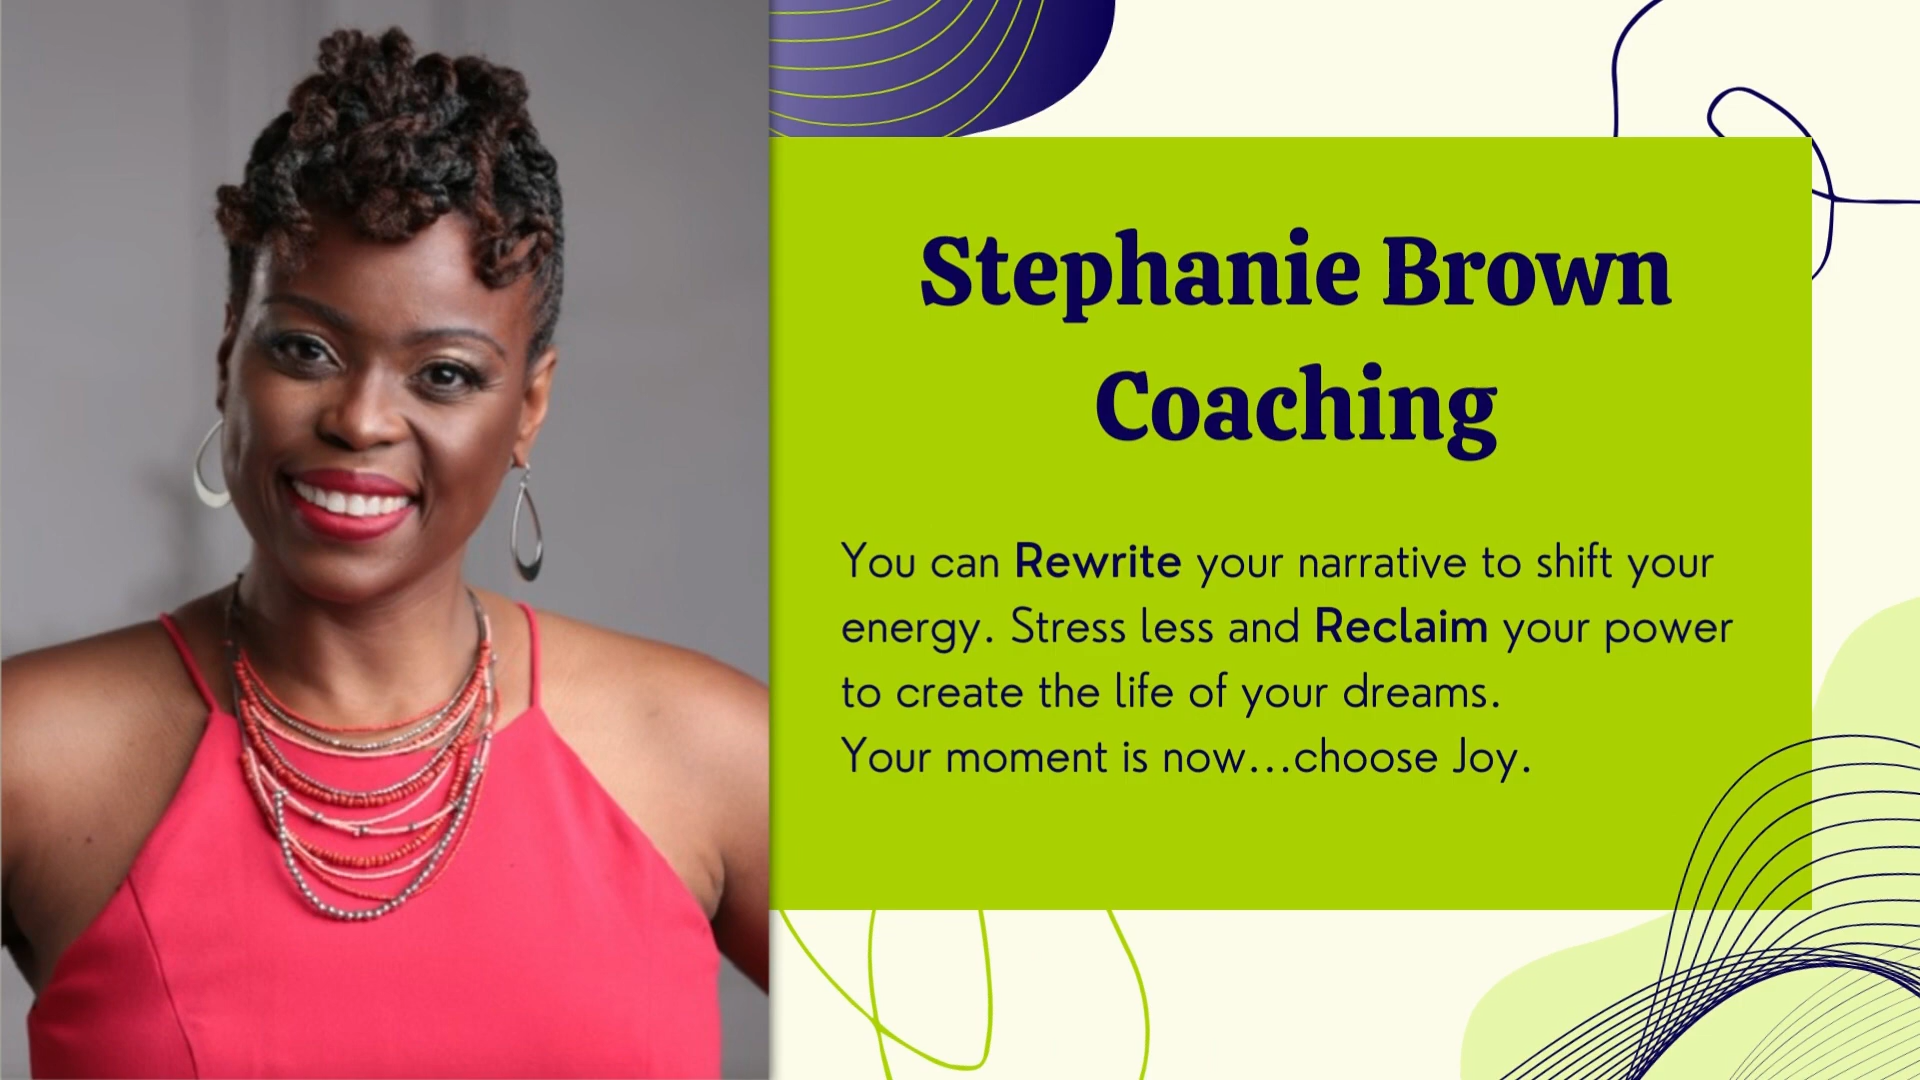 Stephanie Brown
Coaching
You can Rewrite your narrative to shift your
energy. Stress less and Reclaim your power
to create the life of your dreams.
Your moment is now...choose Joy.